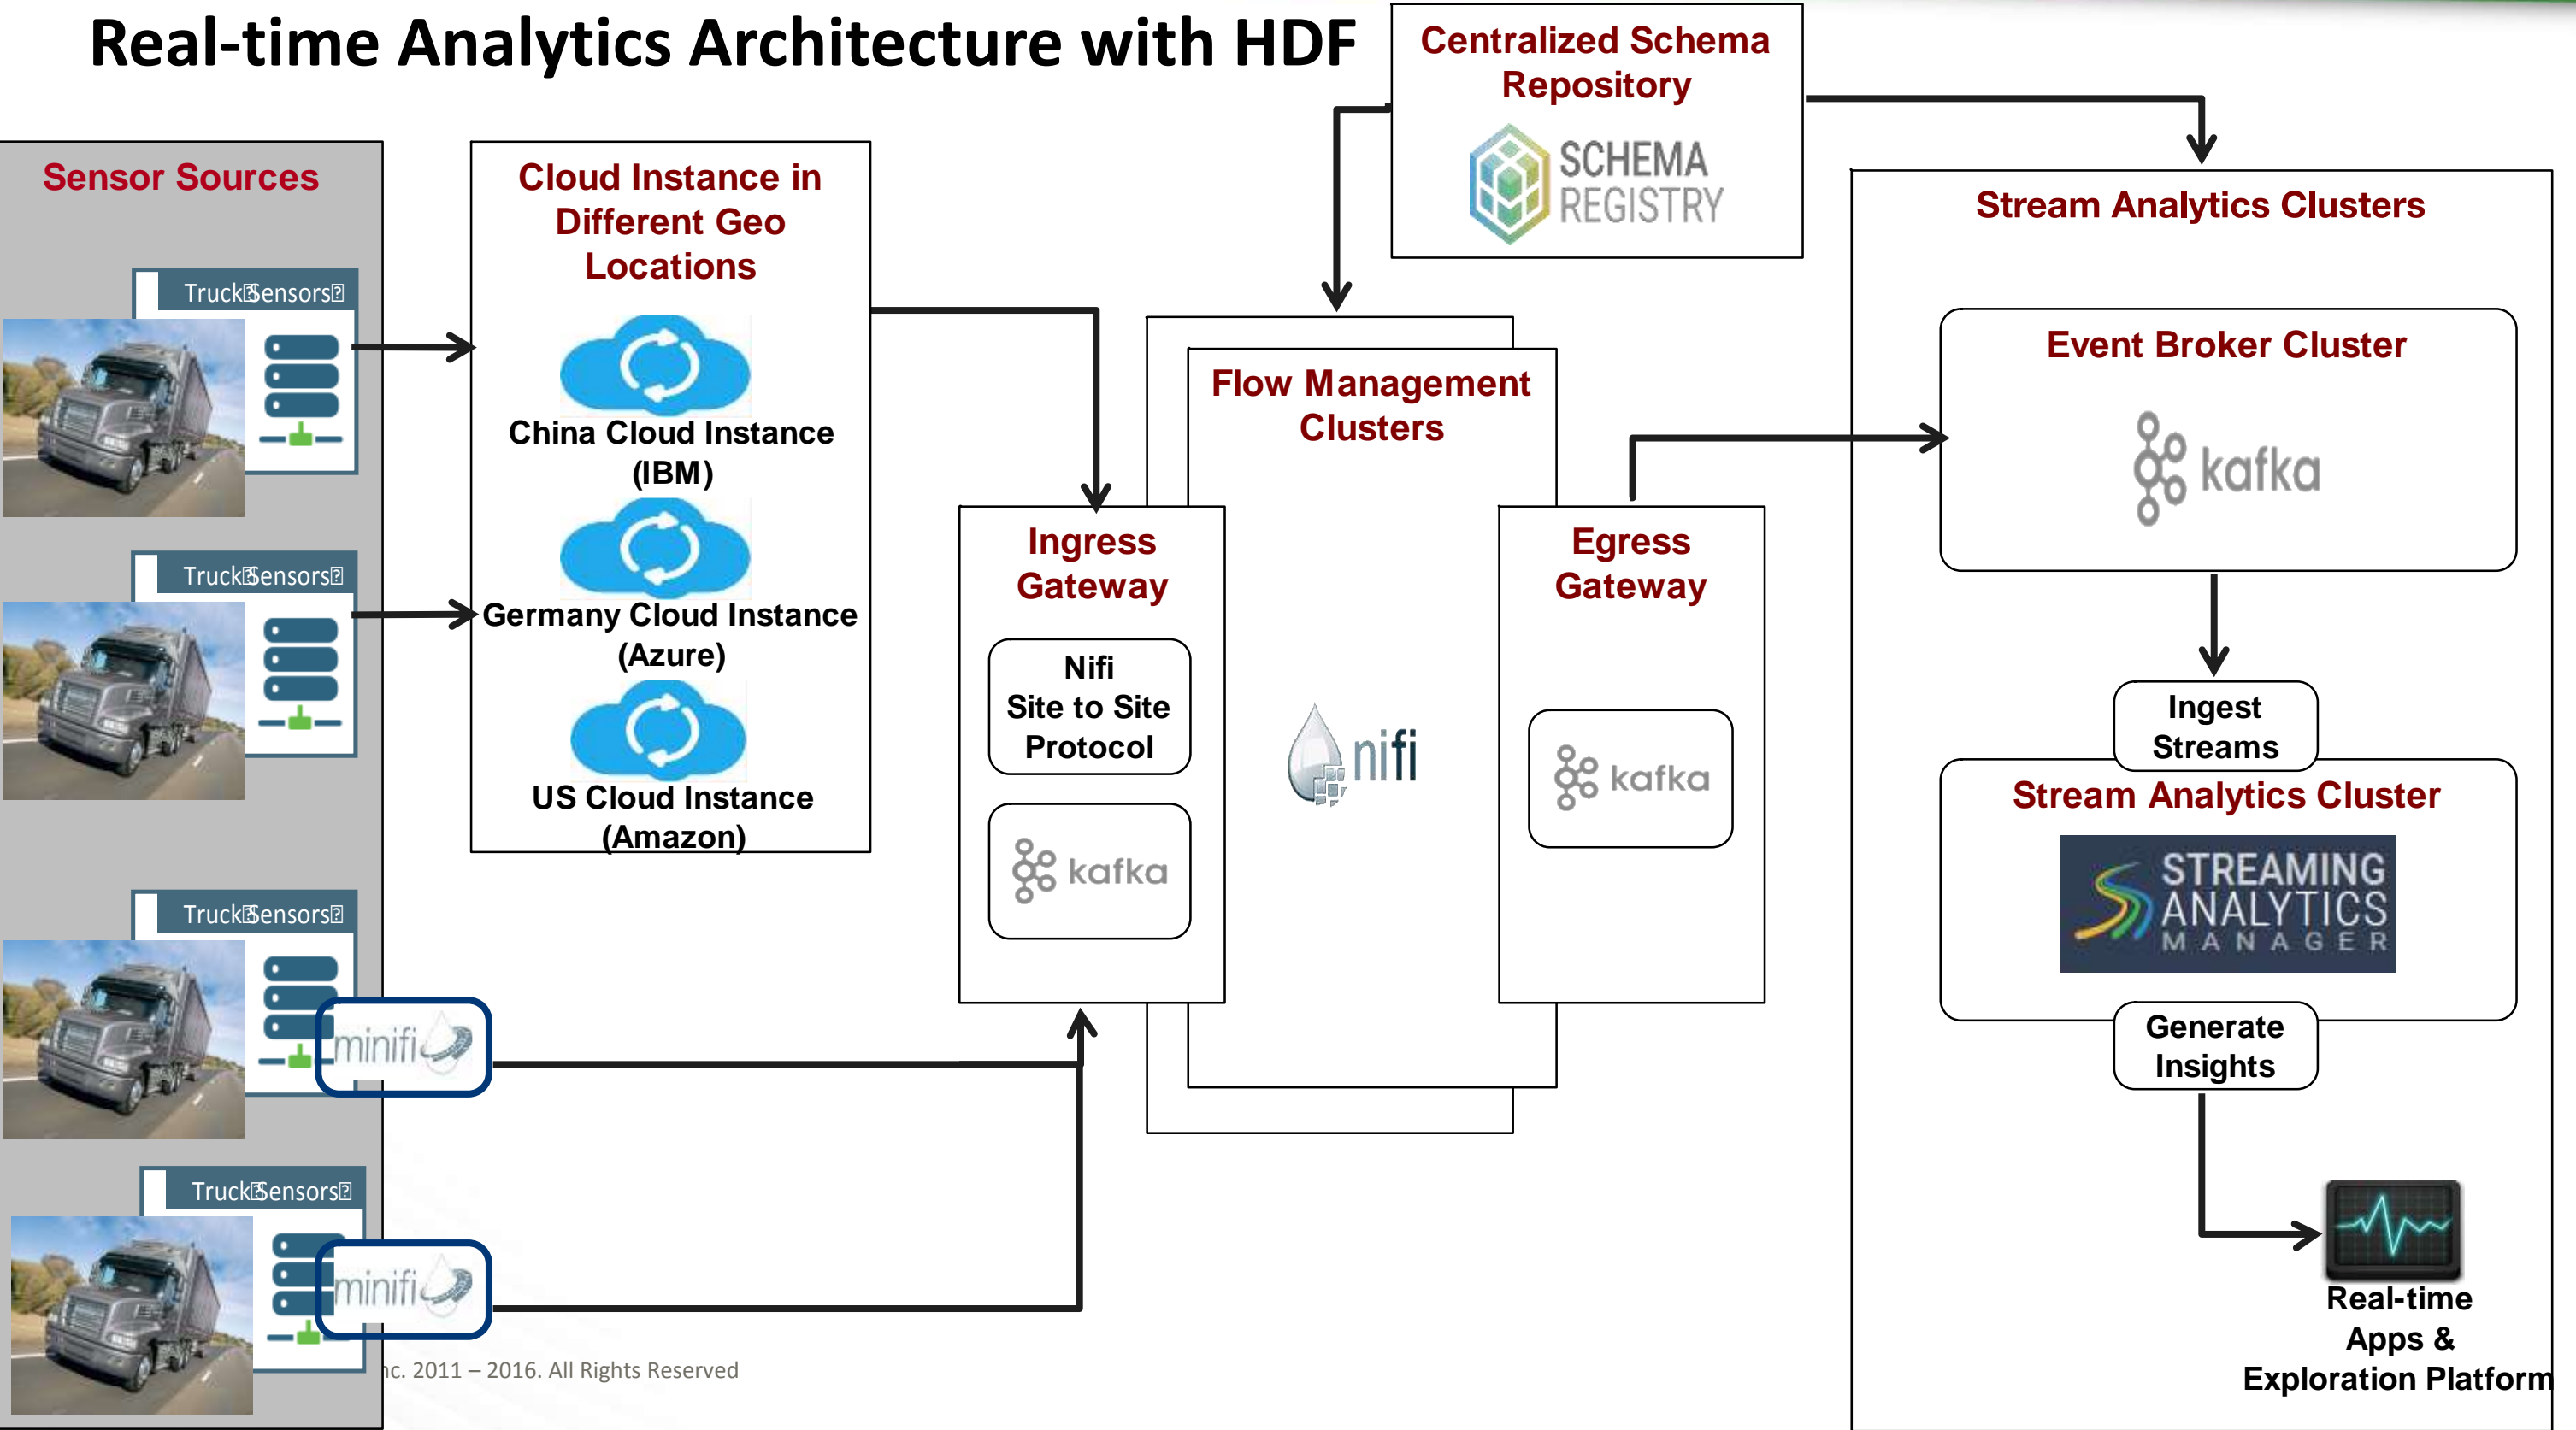 Real-time Analytics Architecture with HDF
Centralized Schema
Repository
SCHEMA
REGISTRY
Sensor Sources
Truck Sensors
Truck Sensors
Truck Sensors
minifi
Truck Sensors
minifi
Cloud Instance in
Different Geo
Locations
China Cloud Instance
(IBM)
Germany Cloud Instance
(Azure)
US Cloud Instance
(Amazon)
Ingress
Gateway
Nifi
Site to Site
Protocol
kafka
Flow Management
Clusters
nifi
Egress
Gateway
kafka
Stream Analytics Clusters
Event Broker Cluster
kafka
Ingest
Streams
Stream Analytics Cluster
STREAMING
ANALYTICS
MANAGER
Generate
Insights
Real-time
Apps &
Exploration Platform
nc. 2011 – 2016. All Rights Reserved